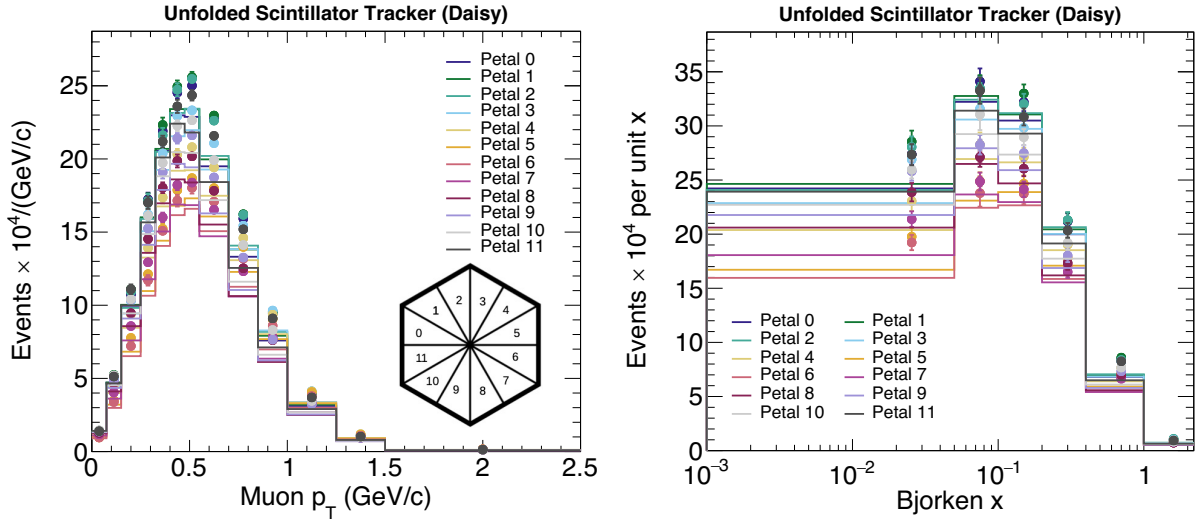 Unfolded Scintillator Tracker (Daisy)
Events × 10^4/(GeV/c)
25
20
15
10
5
0
Petal 0
Petal 1
Petal 2
Petal 3
Petal 4
Petal 5
Petal 6
Petal 7
Petal 8
Petal 9
Petal 10
Petal 11
0
1
2
3
4
5
6
7
8
9
10
11
0 0.5 1 1.5 2 2.5
Muon p_T (GeV/c)
Unfolded Scintillator Tracker (Daisy)
Events × 10^4 per unit x
35
30
25
20
15
10
5
0
Petal 0 Petal 1
Petal 2 Petal 3
Petal 4 Petal 5
Petal 6 Petal 7
Petal 8 Petal 9
Petal 10 Petal 11
10^−3 10^−2 10^−1 1
Bjorken x